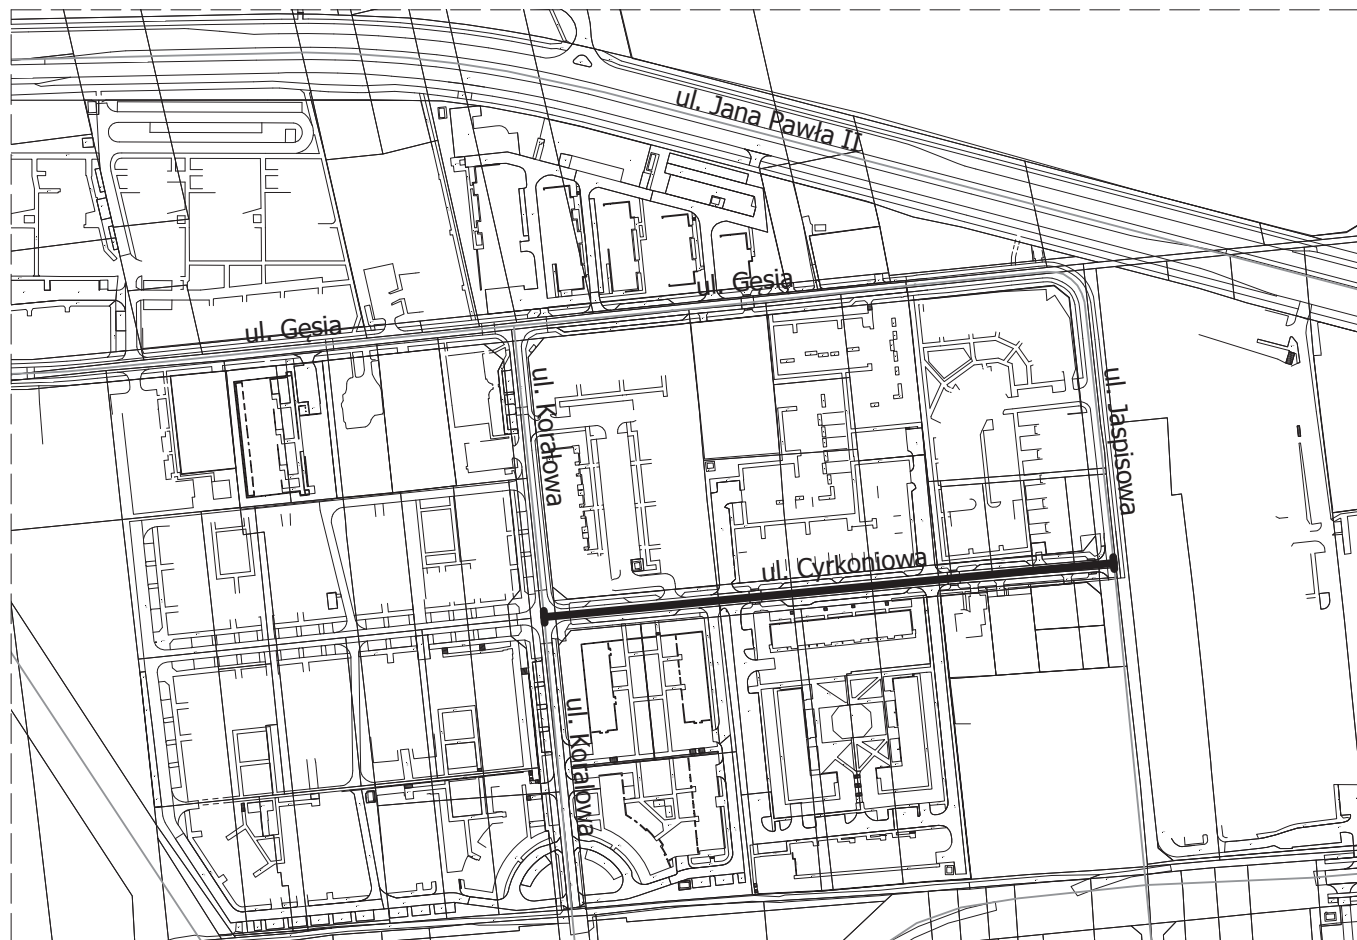 ul. Jana Pawła II
ul. Gęsia
ul. Gęsia
ul. Koralowa
ul. Jaspisowa
ul. Cyrkoniowa
ul. Koralowa